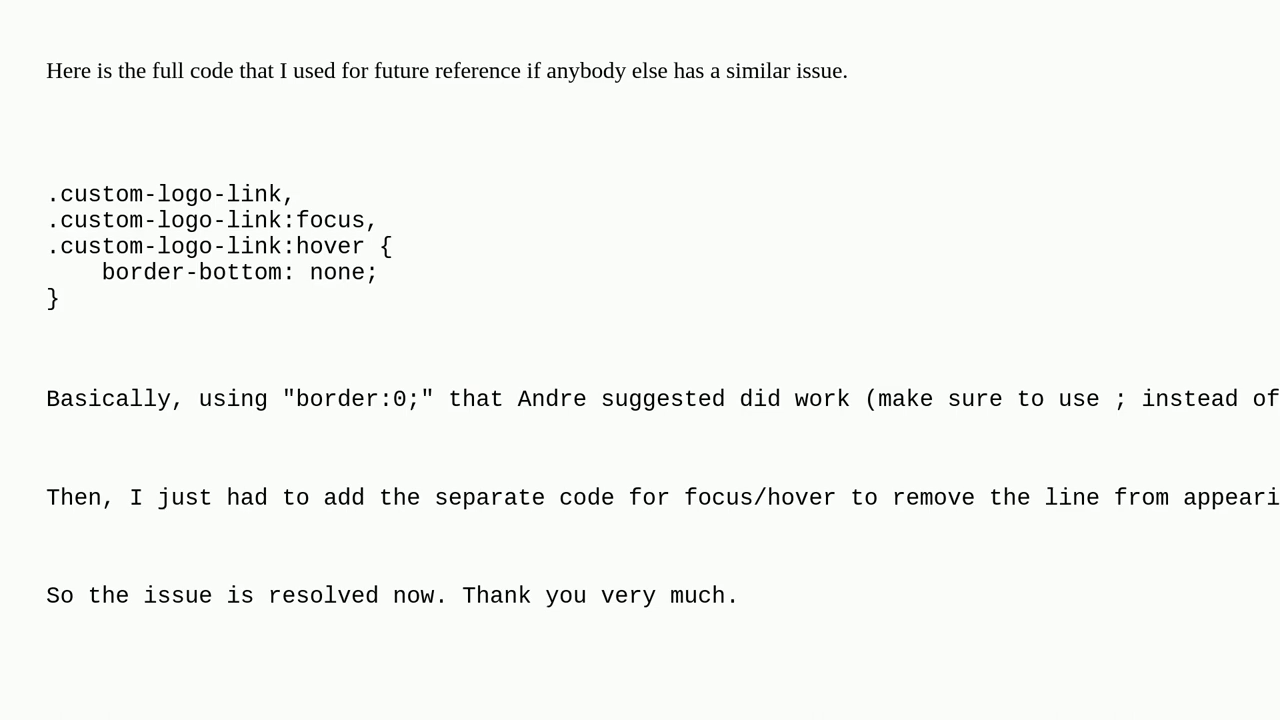 Here is the full code that I used for future reference if anybody else has a similar issue.
.custom-logo-link,
.custom-logo-link:focus,
.custom-logo-link:hover {
    border-bottom: none;
}
Basically, using "border:0;" that Andre suggested did work (make sure to use ; instead of
Then, I just had to add the separate code for focus/hover to remove the line from appeari
So the issue is resolved now. Thank you very much.